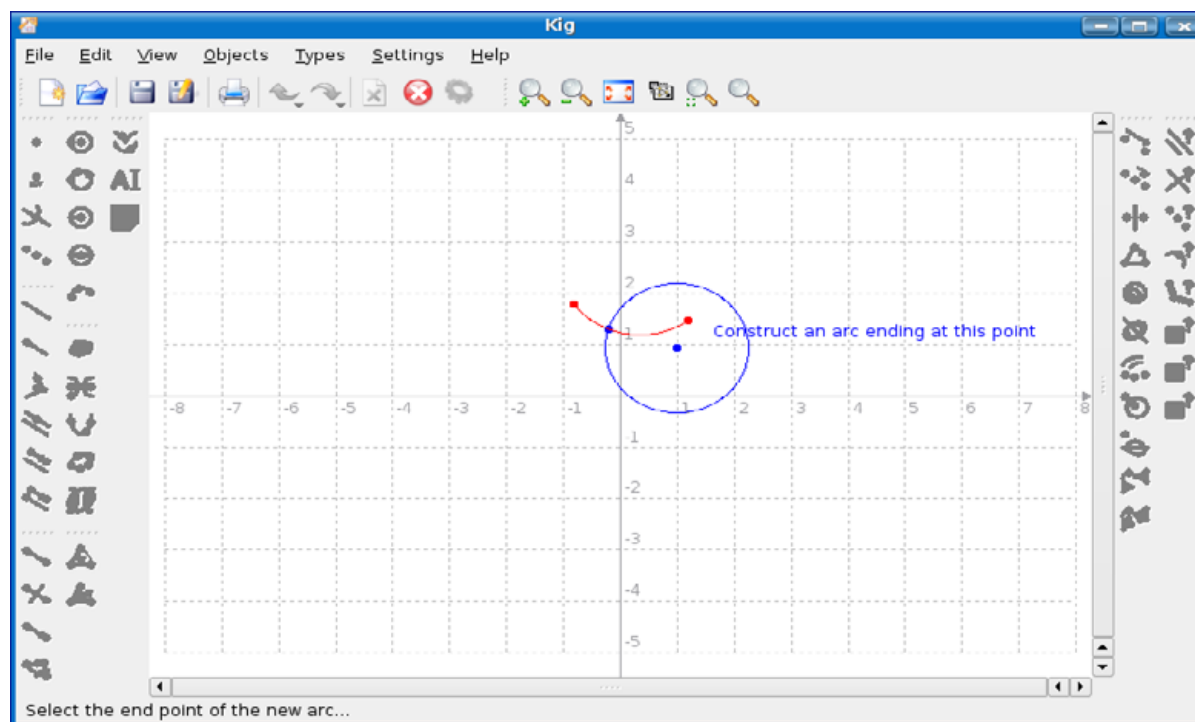 Kig
File Edit View Objects Types Settings Help
AI
5
4
3
2
1
Construct an arc ending at this point
-8 -7 -6 -5 -4 -3 -2 -1 1 2 3 4 5 6 7 8
-1
-2
-3
-4
-5
Select the end point of the new arc...